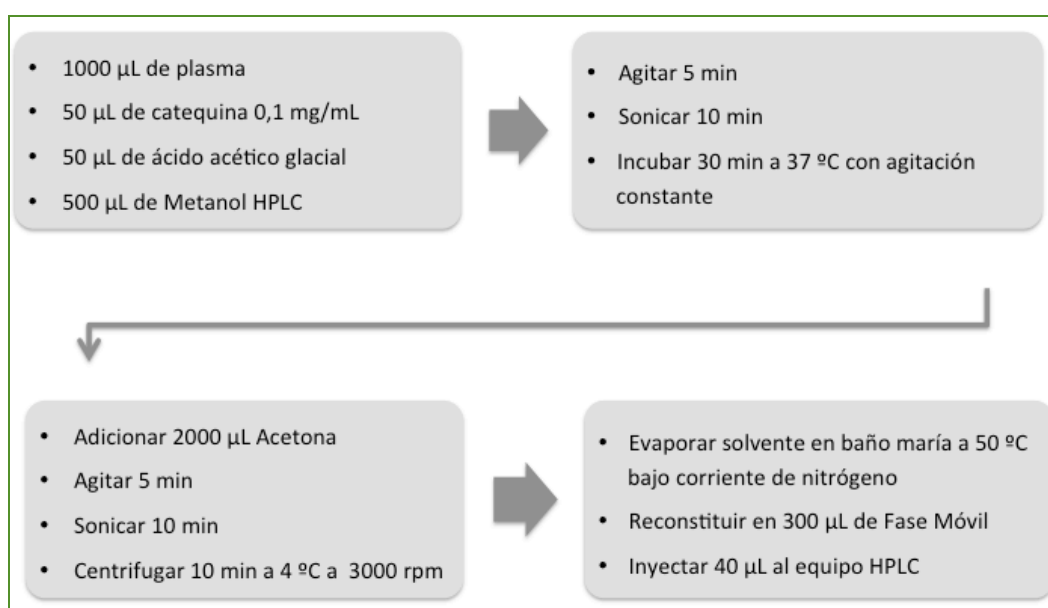 • 1000 µL de plasma
• 50 µL de catequina 0,1 mg/mL
• 50 µL de ácido acético glacial
• 500 µL de Metanol HPLC
• Agitar 5 min
• Sonicar 10 min
• Incubar 30 min a 37 ºC con agitación
constante
• Adicionar 2000 µL Acetona
• Agitar 5 min
• Sonicar 10 min
• Centrifugar 10 min a 4 ºC a 3000 rpm
• Evaporar solvente en baño maría a 50 ºC
bajo corriente de nitrógeno
• Reconstituir en 300 µL de Fase Móvil
• Inyectar 40 µL al equipo HPLC